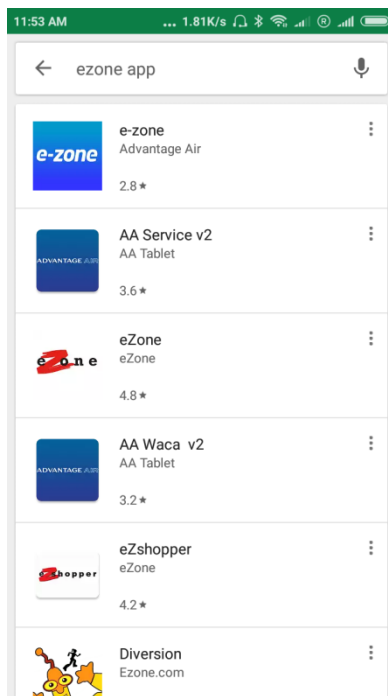 11:53 AM ... 1.81K/s R
ezone app
e-zone
e-zone
Advantage Air
2.8★
ADVANTAGE AIR
AA Service v2
AA Tablet
3.6★
eZone
eZone
eZone
4.8★
ADVANTAGE AIR
AA Waca v2
AA Tablet
3.2★
eZshopper
eZshopper
eZone
4.2★
Diversion
Ezone.com